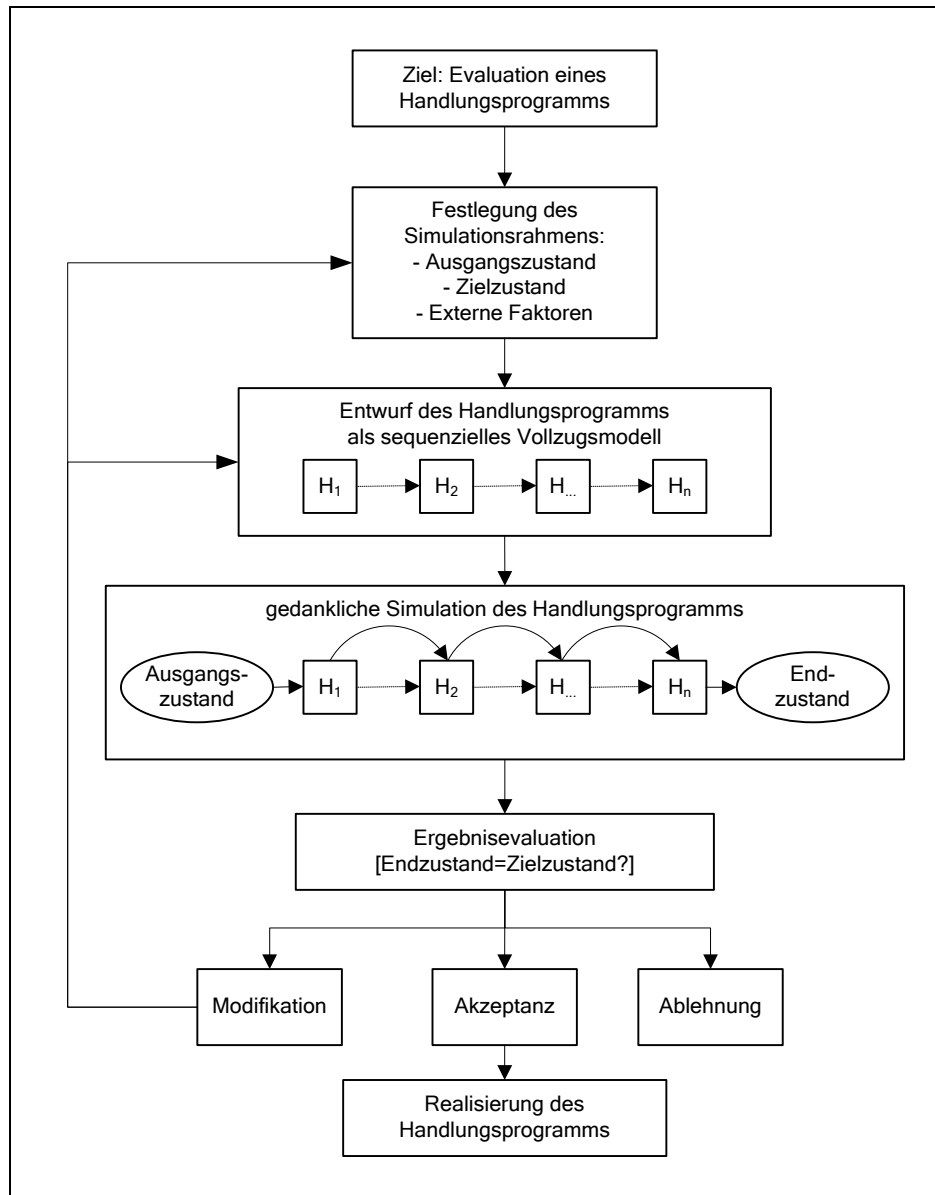 Ziel: Evaluation eines
Handlungsprogramms
Festlegung des
Simulationsrahmens:
- Ausgangszustand
- Zielzustand
- Externe Faktoren
Entwurf des Handlungsprogramms
als sequenzielles Vollzugsmodell
H₁ H₂ H... Hₙ
gedankliche Simulation des Handlungsprogramms
Ausgangs-
zustand
H₁ H₂ H... Hₙ
End-
zustand
Ergebnisevaluation
[Endzustand=Zielzustand?]
Modifikation Akzeptanz Ablehnung
Realisierung des
Handlungsprogramms